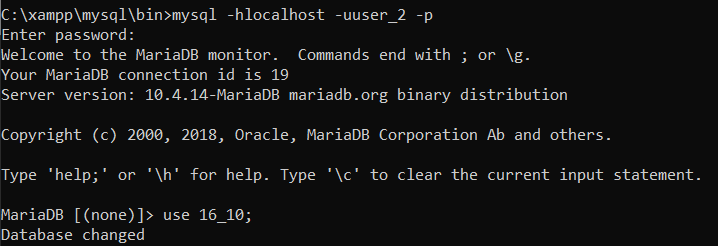 C:\xampp\mysql\bin>mysql -hlocalhost -uuser_2 -p
Enter password:
Welcome to the MariaDB monitor.  Commands end with ; or \g.
Your MariaDB connection id is 19
Server version: 10.4.14-MariaDB mariadb.org binary distribution
Copyright (c) 2000, 2018, Oracle, MariaDB Corporation Ab and others.
Type 'help;' or '\h' for help. Type '\c' to clear the current input statement.
MariaDB [(none)]> use 16_10;
Database changed